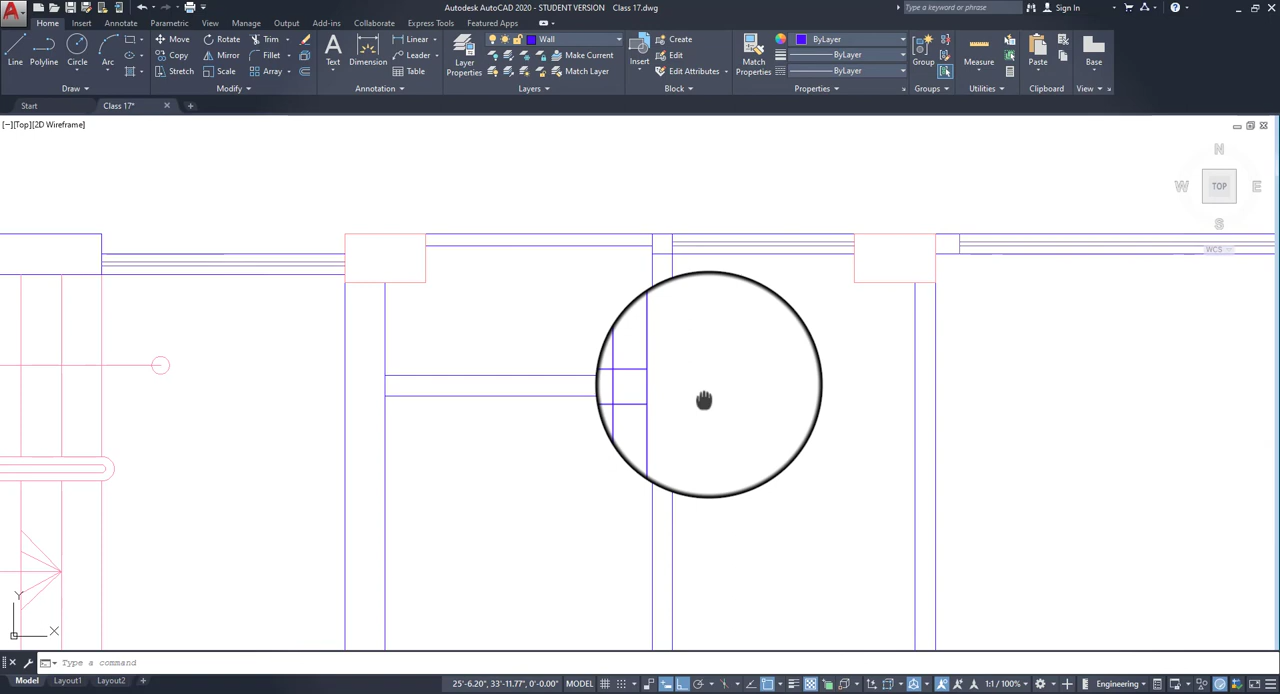 Autodesk AutoCAD 2020 - STUDENT VERSION Class 17.dwg
Type a keyword or phrase
Sign In
Home Insert Annotate Parametric View Manage Output Add-ins Collaborate Express Tools Featured Apps
Line Polyline Circle Arc
Move Rotate Trim
Copy Mirror Fillet
Stretch Scale Array
Text Dimension
Linear
Leader
Table
Layer Properties
Wall
Make Current
Match Layer
Insert
Create
Edit
Edit Attributes
Match Properties
ByLayer
ByLayer
ByLayer
Group
Measure
Paste
Base
Draw Modify Annotation Layers Block Properties Groups Utilities Clipboard View
Start Class 17*
[−][Top][2D Wireframe]
N
W TOP E
S
WCS
Y
X
Type a command
Model Layout1 Layout2
25'-6.20", 33'-11.77", 0'-0.00" MODEL 1:1 / 100% Engineering